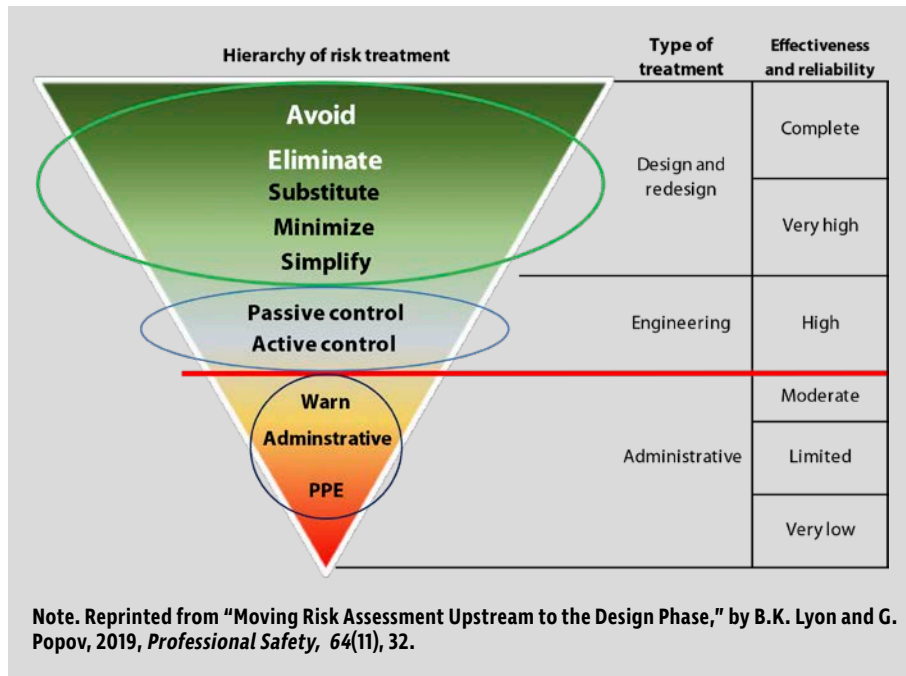 Hierarchy of risk treatment
Type of
treatment
Effectiveness
and reliability
Avoid
Eliminate
Substitute
Minimize
Simplify
Design and
redesign
Complete
Very high
Passive control
Active control
Engineering
High
Warn
Adminstrative
PPE
Administrative
Moderate
Limited
Very low
Note. Reprinted from “Moving Risk Assessment Upstream to the Design Phase,” by B.K. Lyon and G.
Popov, 2019, Professional Safety, 64(11), 32.